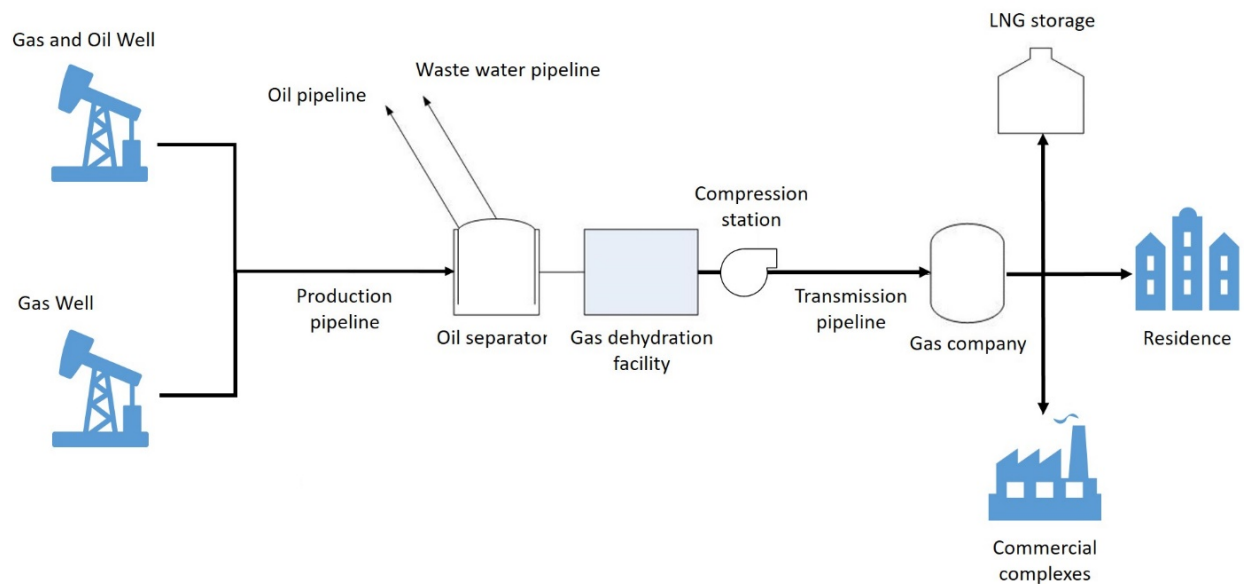 LNG storage
Gas and Oil Well
Waste water pipeline
Oil pipeline
Compression
station
Gas Well
Production
pipeline
Oil separator
Gas dehydration
facility
Transmission
pipeline
Gas company
Residence
Commercial
complexes